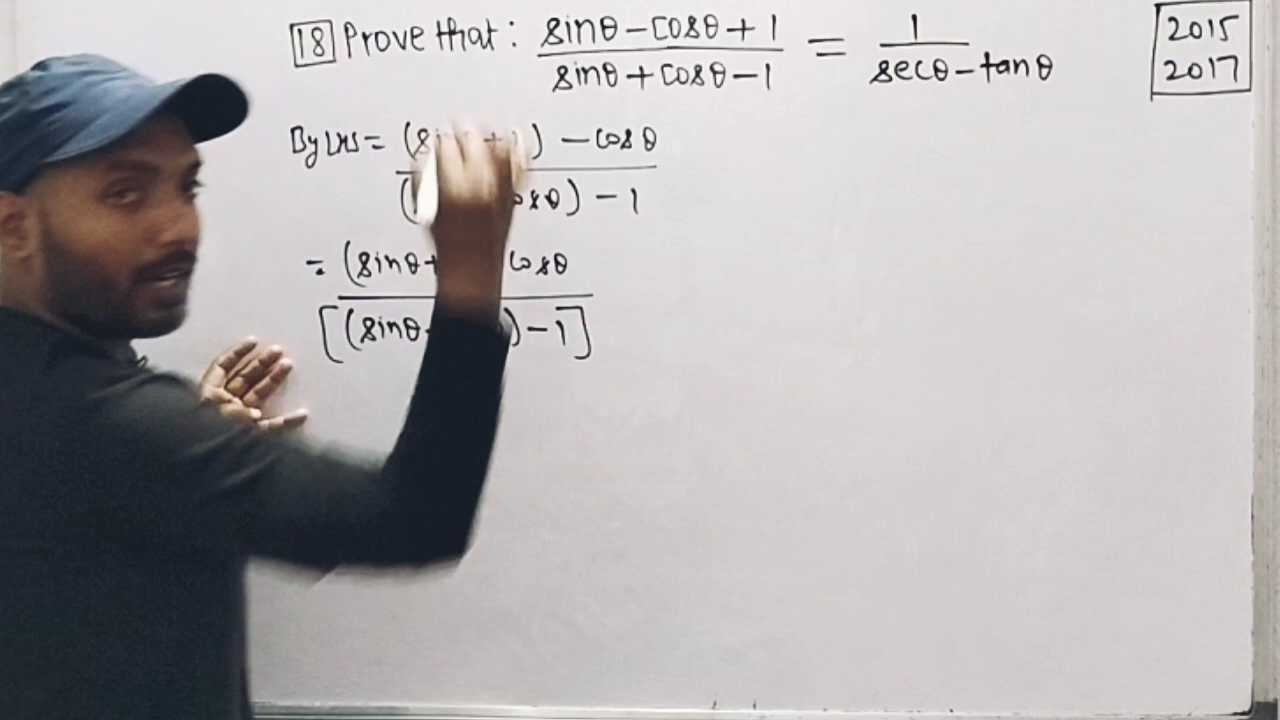 18 Prove that : (sinθ - cosθ + 1)/(sinθ + cosθ - 1) = 1/(secθ - tanθ)
2015
2017
By LHS = ) - cosθ
) - 1
= (sinθ+ cosθ
[(sinθ ) - 1]